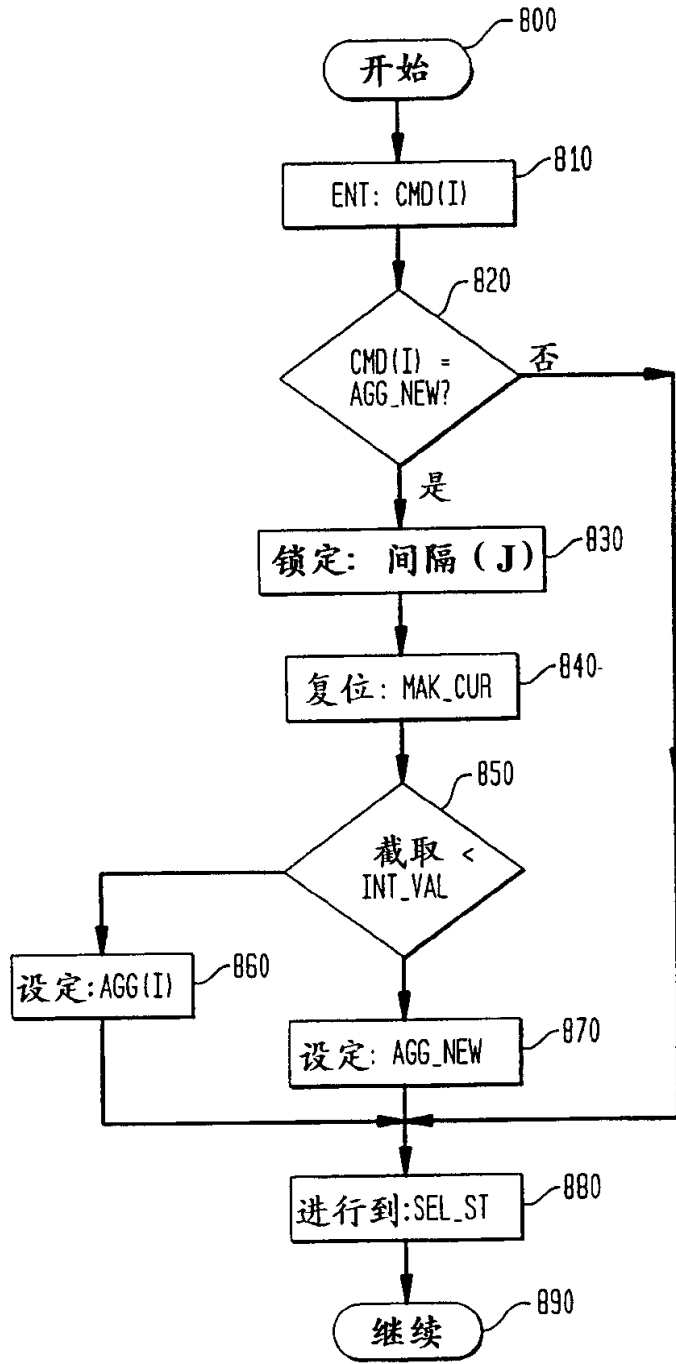 800
开始
810
ENT: CMD(I)
820
CMD(I) =
AGG_NEW?
否
是
锁定: 间隔 (J)
830
复位: MAK_CUR
840
850
截取 <
INT_VAL
设定:AGG(I)
860
设定: AGG_NEW
870
进行到:SEL_ST
880
继续
890